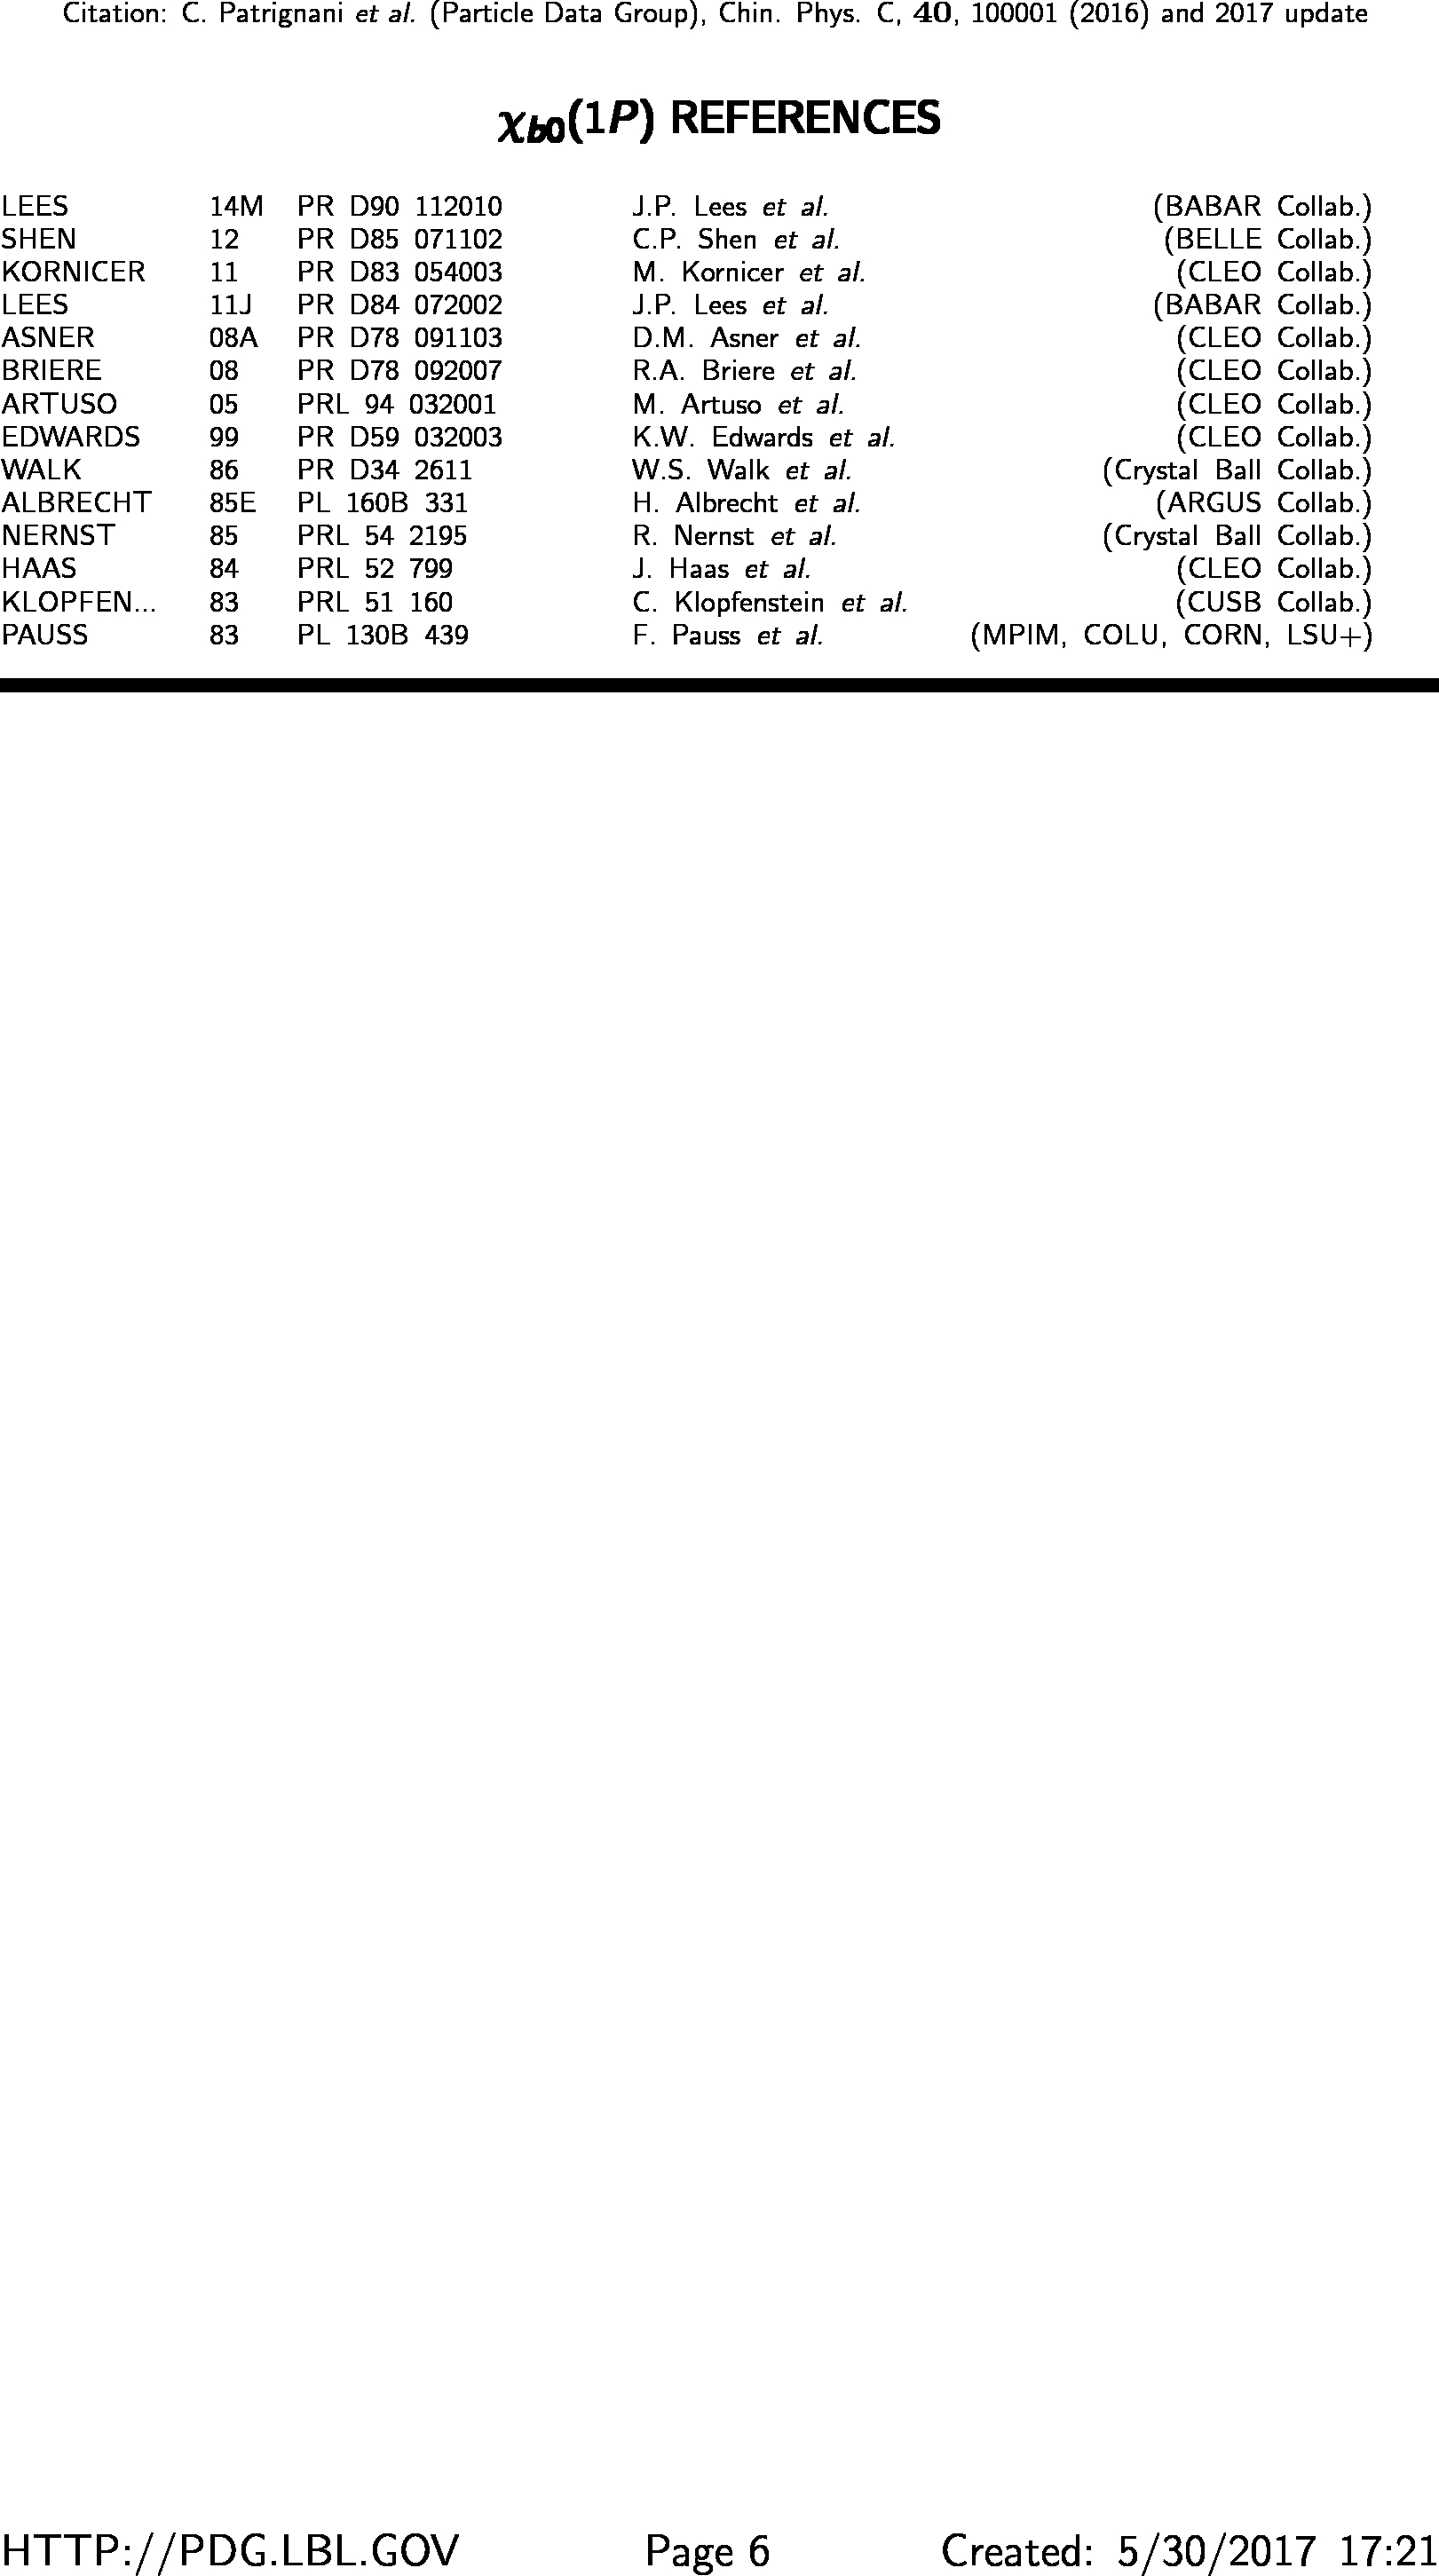 Citation: C. Patrignani et al. (Particle Data Group), Chin. Phys. C, 40, 100001 (2016) and 2017 update
χb0(1P) REFERENCES
LEES 14M PR D90 112010 J.P. Lees et al. (BABAR Collab.)
SHEN 12 PR D85 071102 C.P. Shen et al. (BELLE Collab.)
KORNICER 11 PR D83 054003 M. Kornicer et al. (CLEO Collab.)
LEES 11J PR D84 072002 J.P. Lees et al. (BABAR Collab.)
ASNER 08A PR D78 091103 D.M. Asner et al. (CLEO Collab.)
BRIERE 08 PR D78 092007 R.A. Briere et al. (CLEO Collab.)
ARTUSO 05 PRL 94 032001 M. Artuso et al. (CLEO Collab.)
EDWARDS 99 PR D59 032003 K.W. Edwards et al. (CLEO Collab.)
WALK 86 PR D34 2611 W.S. Walk et al. (Crystal Ball Collab.)
ALBRECHT 85E PL 160B 331 H. Albrecht et al. (ARGUS Collab.)
NERNST 85 PRL 54 2195 R. Nernst et al. (Crystal Ball Collab.)
HAAS 84 PRL 52 799 J. Haas et al. (CLEO Collab.)
KLOPFEN... 83 PRL 51 160 C. Klopfenstein et al. (CUSB Collab.)
PAUSS 83 PL 130B 439 F. Pauss et al. (MPIM, COLU, CORN, LSU+)
HTTP://PDG.LBL.GOV Page 6 Created: 5/30/2017 17:21